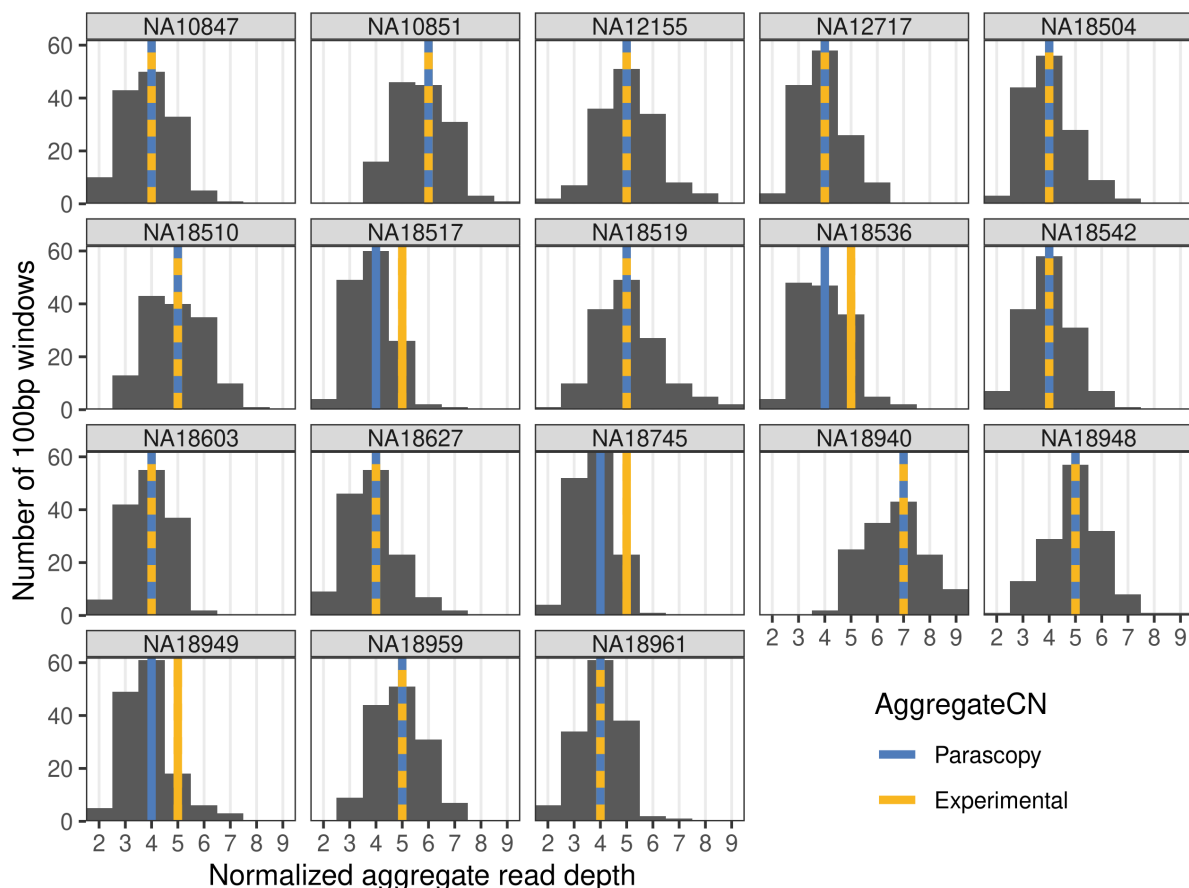 NA10847 NA10851 NA12155 NA12717 NA18504
60
40
20
0
NA18510 NA18517 NA18519 NA18536 NA18542
60
40
20
0
NA18603 NA18627 NA18745 NA18940 NA18948
60
40
20
0
2 3 4 5 6 7 8 9 2 3 4 5 6 7 8 9
NA18949 NA18959 NA18961
60
40
20
0
2 3 4 5 6 7 8 9 2 3 4 5 6 7 8 9 2 3 4 5 6 7 8 9
Number of 100bp windows
Normalized aggregate read depth
AggregateCN
Parascopy
Experimental